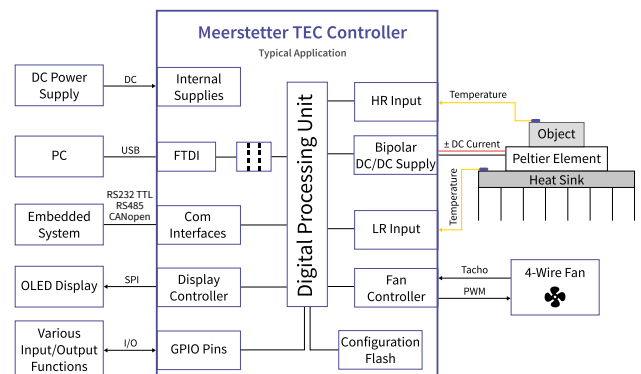 Meerstetter TEC Controller
Typical Application
DC Power
Supply
DC
Internal
Supplies
PC
USB
FTDI
RS232 TTL
RS485
CANopen
Embedded
System
Com
Interfaces
OLED Display
SPI
Display
Controller
Various
Input/Output
Functions
I/O
GPIO Pins
Digital Processing Unit
HR Input
Bipolar
DC/DC Supply
LR Input
Fan
Controller
Configuration
Flash
Temperature
± DC Current
Temperature
Object
Peltier Element
Heat Sink
Tacho
PWM
4-Wire Fan